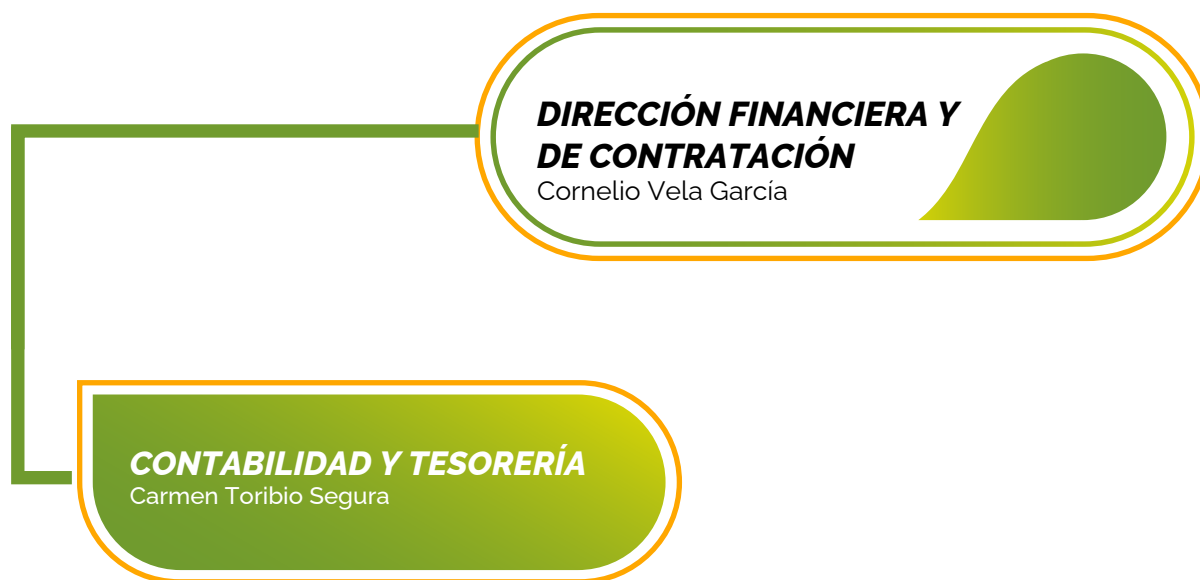 DIRECCIÓN FINANCIERA Y
DE CONTRATACIÓN
Cornelio Vela García
CONTABILIDAD Y TESORERÍA
Carmen Toribio Segura